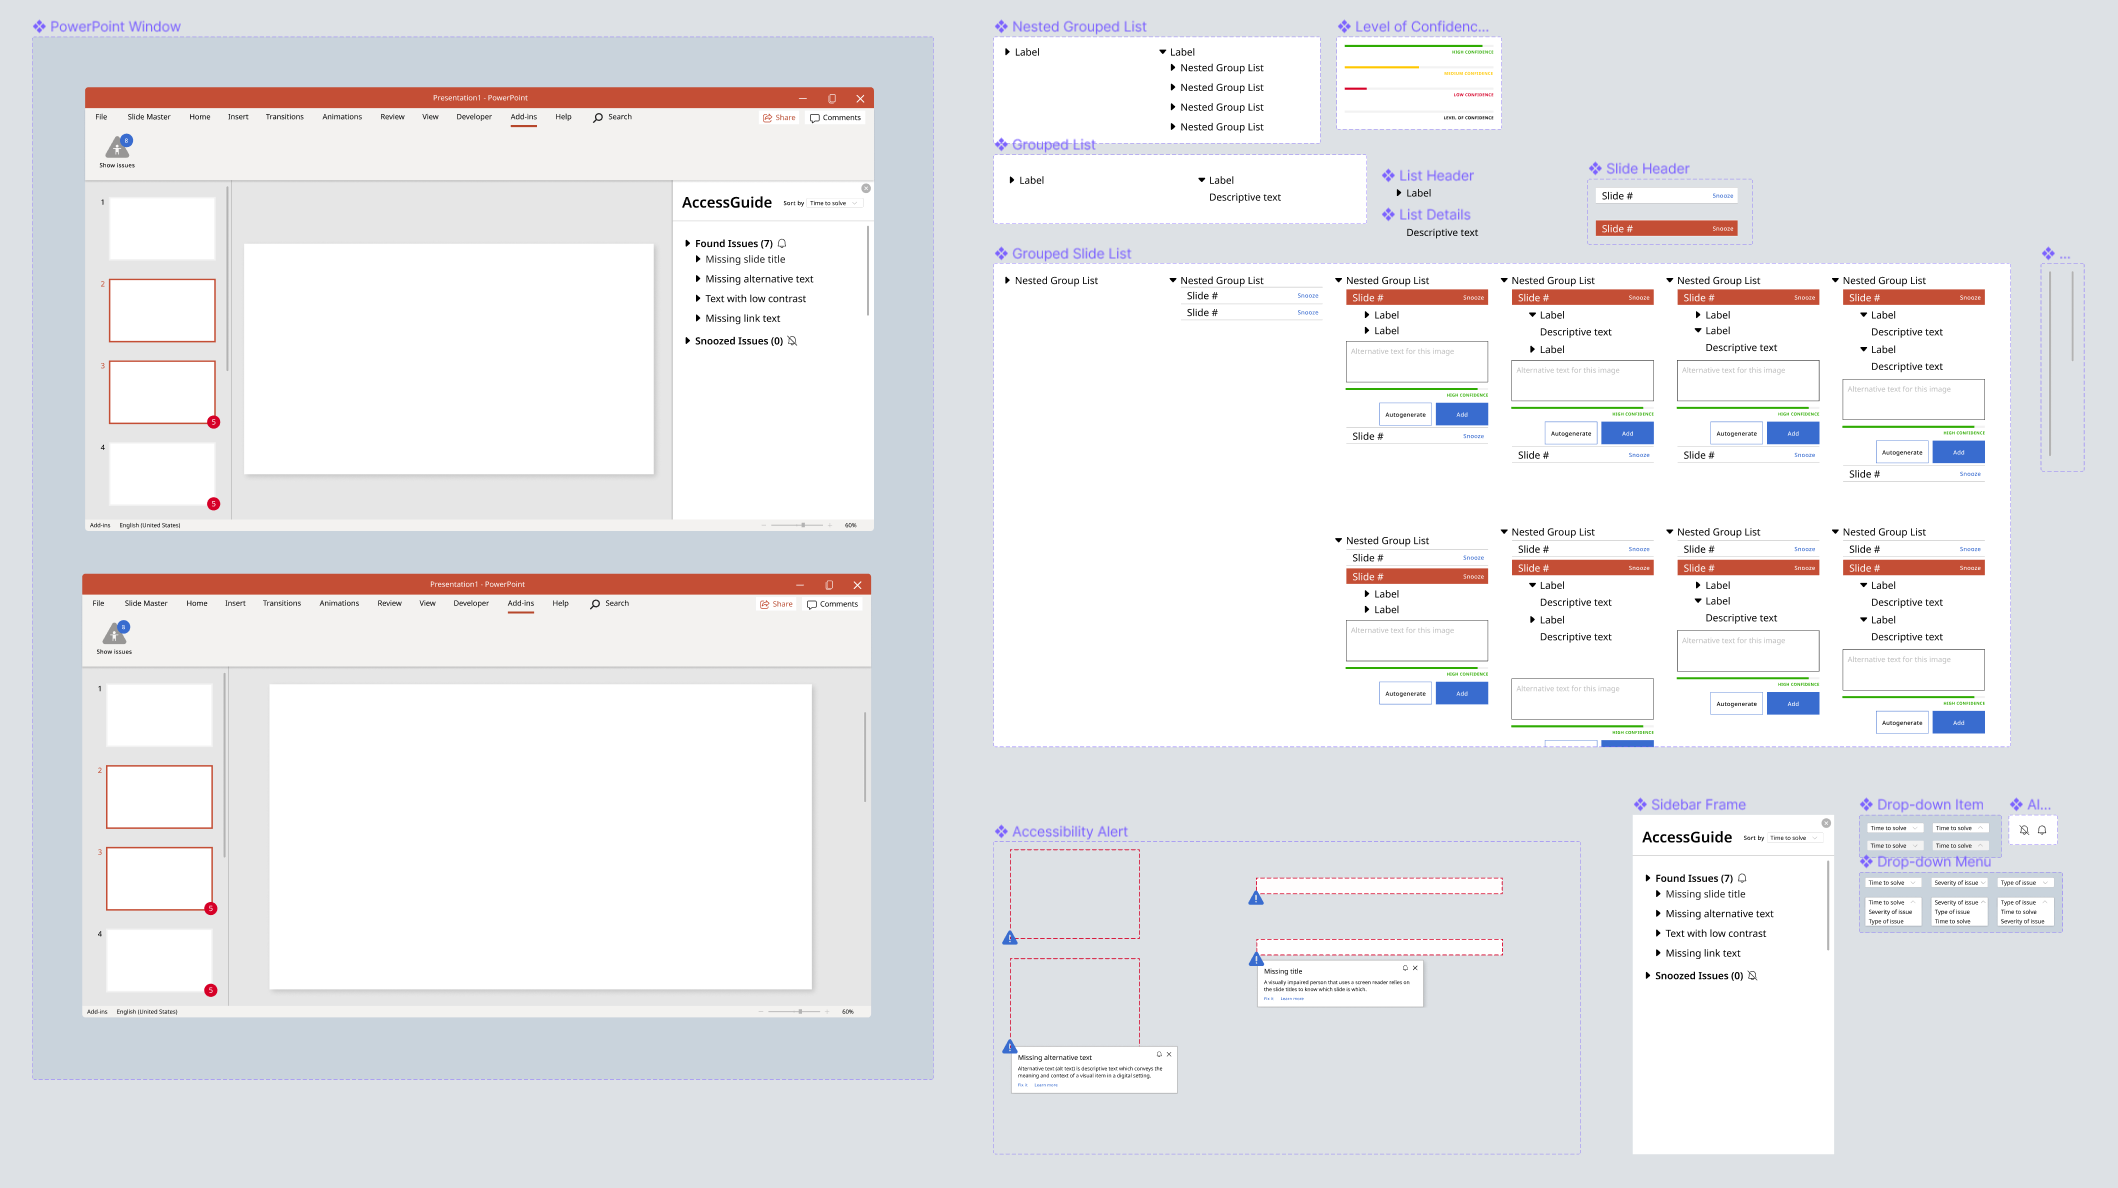 PowerPoint Window
Presentation1 - PowerPoint
File Slide Master Home Insert Transitions Animations Review View Developer Add-ins Help Search Share Comments
8
Show issues
1
2
3
5
4
5
AccessGuide Sort by Time to solve
Found Issues (7)
Missing slide title
Missing alternative text
Text with low contrast
Missing link text
Snoozed Issues (0)
Add-ins English (United States) 60%
Presentation1 - PowerPoint
File Slide Master Home Insert Transitions Animations Review View Developer Add-ins Help Search Share Comments
8
Show issues
1
2
3
5
4
5
Add-ins English (United States) 60%
Nested Grouped List
Label
Label
Nested Group List
Nested Group List
Nested Group List
Nested Group List
Level of Confidenc...
HIGH CONFIDENCE
MEDIUM CONFIDENCE
LOW CONFIDENCE
LEVEL OF CONFIDENCE
Grouped List
Label
Label
Descriptive text
List Header
Label
List Details
Descriptive text
Slide Header
Slide # Snooze
Slide # Snooze
Grouped Slide List
Nested Group List
Nested Group List
Slide # Snooze
Slide # Snooze
Nested Group List
Slide # Snooze
Label
Label
Alternative text for this image
HIGH CONFIDENCE
Autogenerate Add
Slide # Snooze
Nested Group List
Slide # Snooze
Label
Descriptive text
Label
Alternative text for this image
HIGH CONFIDENCE
Autogenerate Add
Slide # Snooze
Nested Group List
Slide # Snooze
Label
Label
Descriptive text
Alternative text for this image
HIGH CONFIDENCE
Autogenerate Add
Slide # Snooze
Nested Group List
Slide # Snooze
Label
Descriptive text
Label
Descriptive text
Alternative text for this image
HIGH CONFIDENCE
Autogenerate Add
Slide # Snooze
Nested Group List
Slide # Snooze
Slide # Snooze
Label
Label
Alternative text for this image
HIGH CONFIDENCE
Autogenerate Add
Nested Group List
Slide # Snooze
Slide # Snooze
Label
Descriptive text
Label
Descriptive text
Alternative text for this image
HIGH CONFIDENCE
Nested Group List
Slide # Snooze
Slide # Snooze
Label
Label
Descriptive text
Alternative text for this image
HIGH CONFIDENCE
Autogenerate Add
Nested Group List
Slide # Snooze
Slide # Snooze
Label
Descriptive text
Label
Descriptive text
Alternative text for this image
HIGH CONFIDENCE
Autogenerate Add
...
Accessibility Alert
Missing title
A visually impaired person that uses a screen reader relies on
the slide titles to know which slide is which.
Fix it Learn more
Missing alternative text
Alternative text (alt text) is descriptive text which conveys the
meaning and context of a visual item in a digital setting.
Fix it Learn more
Sidebar Frame
AccessGuide Sort by Time to solve
Found Issues (7)
Missing slide title
Missing alternative text
Text with low contrast
Missing link text
Snoozed Issues (0)
Drop-down Item
Time to solve Time to solve
Time to solve Time to solve
Al...
Drop-down Menu
Time to solve Severity of issue Type of issue
Time to solve Severity of issue Type of issue
Severity of issue Type of issue Time to solve
Type of issue Time to solve Severity of issue